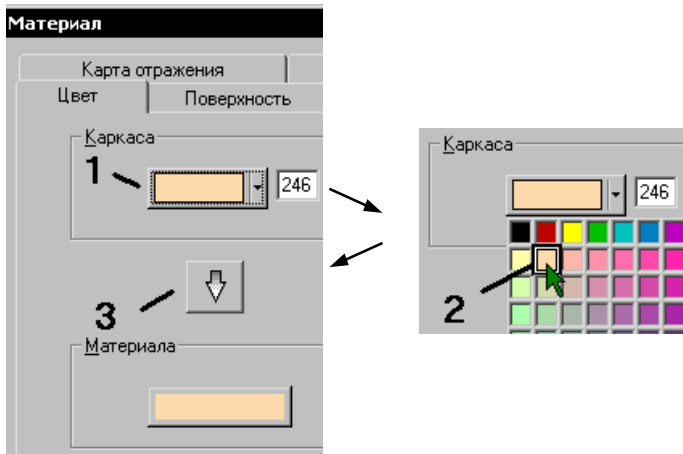 Материал
Карта отражения
Цвет
Поверхность
Каркаса
1
246
3
Материала
Каркаса
246
2